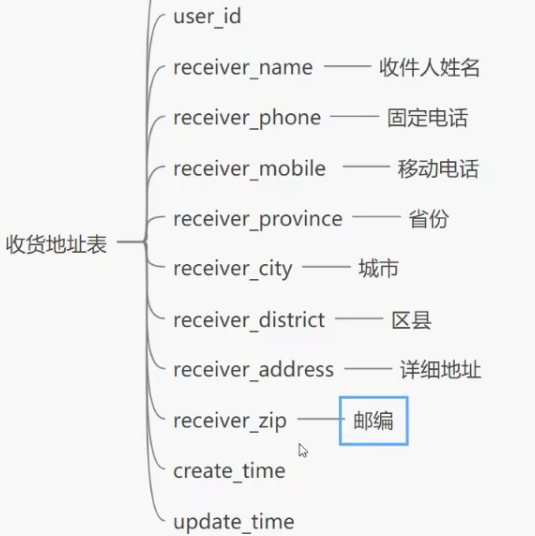 user_id
receiver_name 收件人姓名
receiver_phone 固定电话
receiver_mobile 移动电话
receiver_province 省份
收货地址表
receiver_city 城市
receiver_district 区县
receiver_address 详细地址
receiver_zip 邮编
create_time
update_time